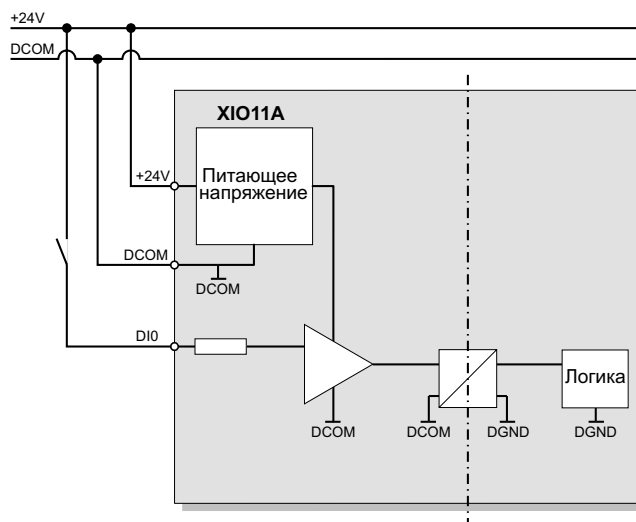 +24V
DCOM
XIO11A
Питающее
напряжение
+24V
DCOM
DCOM
DI0
Логика
DCOM
DCOM
DGND
DGND